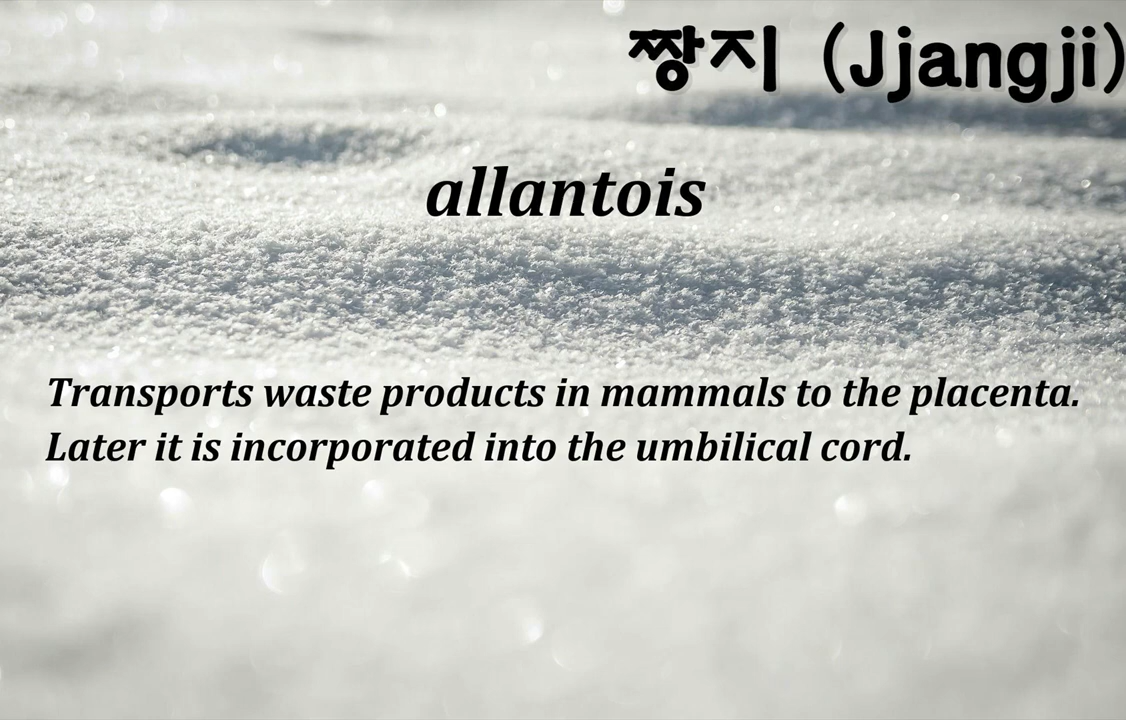 짱지 (Jjangji)
allantois
Transports waste products in mammals to the placenta.
Later it is incorporated into the umbilical cord.